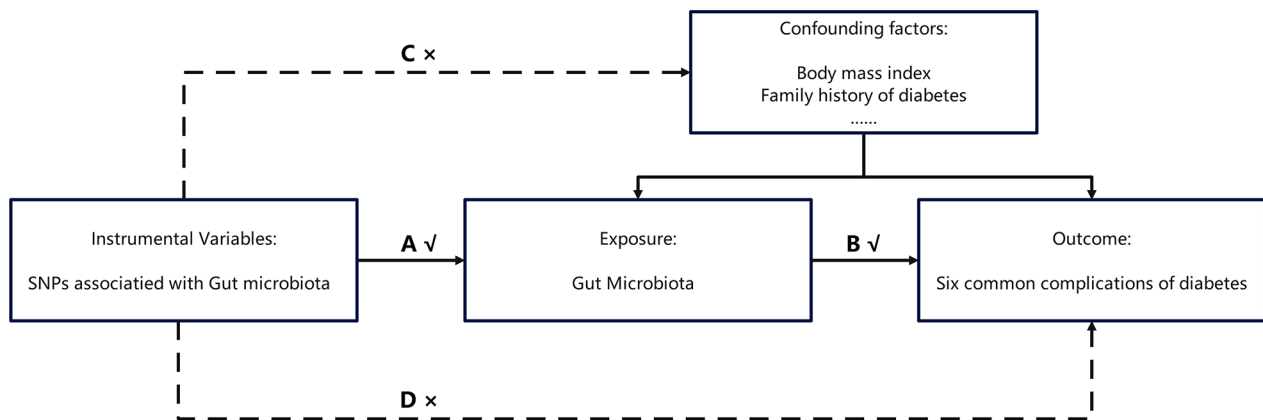 Confounding factors:
Body mass index
Family history of diabetes
......
C ×
Instrumental Variables:
SNPs associatied with Gut microbiota
A √
Exposure:
Gut Microbiota
B √
Outcome:
Six common complications of diabetes
D ×